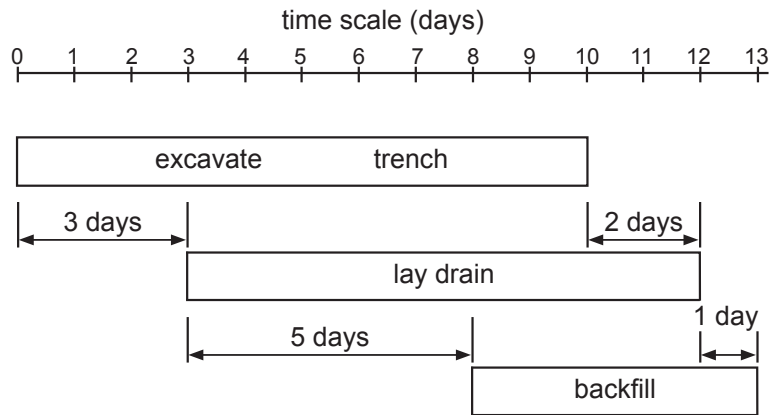 time scale (days)
0 1 2 3 4 5 6 7 8 9 10 11 12 13
excavate trench
3 days 2 days
lay drain
1 day
5 days
backfill